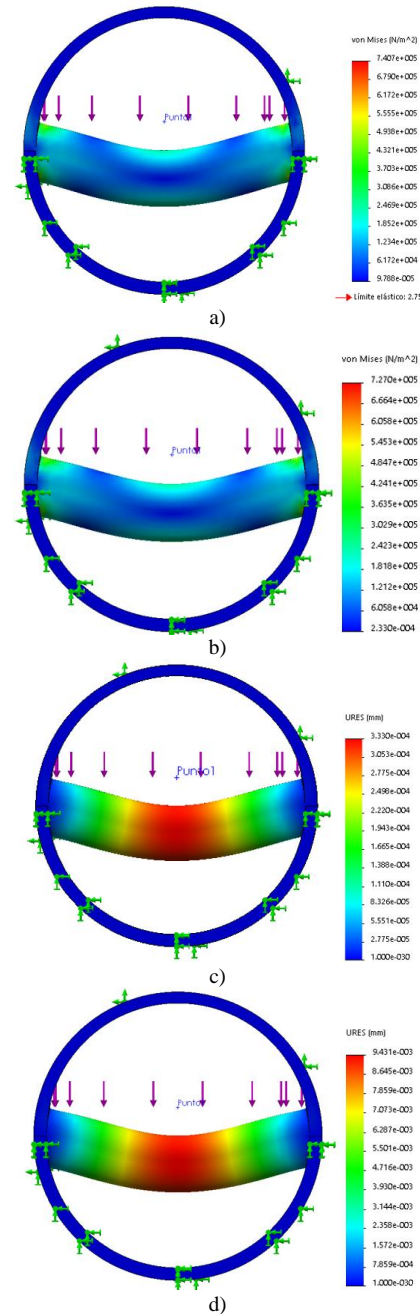 von Mises (N/m^2)
7.407e+005
6.790e+005
6.172e+005
5.555e+005
4.938e+005
4.321e+005
3.703e+005
3.086e+005
2.469e+005
1.852e+005
1.234e+005
6.172e+004
9.788e-005
Límite elástico: 2.75
Punto1
a)
von Mises (N/m^2)
7.270e+005
6.664e+005
6.058e+005
5.453e+005
4.847e+005
4.241e+005
3.635e+005
3.029e+005
2.423e+005
1.818e+005
1.212e+005
6.058e+004
2.330e-004
Punto
b)
URES (mm)
3.330e-004
3.053e-004
2.775e-004
2.498e-004
2.220e-004
1.943e-004
1.665e-004
1.388e-004
1.110e-004
8.326e-005
5.551e-005
2.775e-005
1.000e-030
Punto1
c)
URES (mm)
9.431e-003
8.645e-003
7.859e-003
7.073e-003
6.287e-003
5.502e-003
4.716e-003
3.930e-003
3.144e-003
2.358e-003
1.572e-003
7.859e-004
1.000e-030
Punto
d)